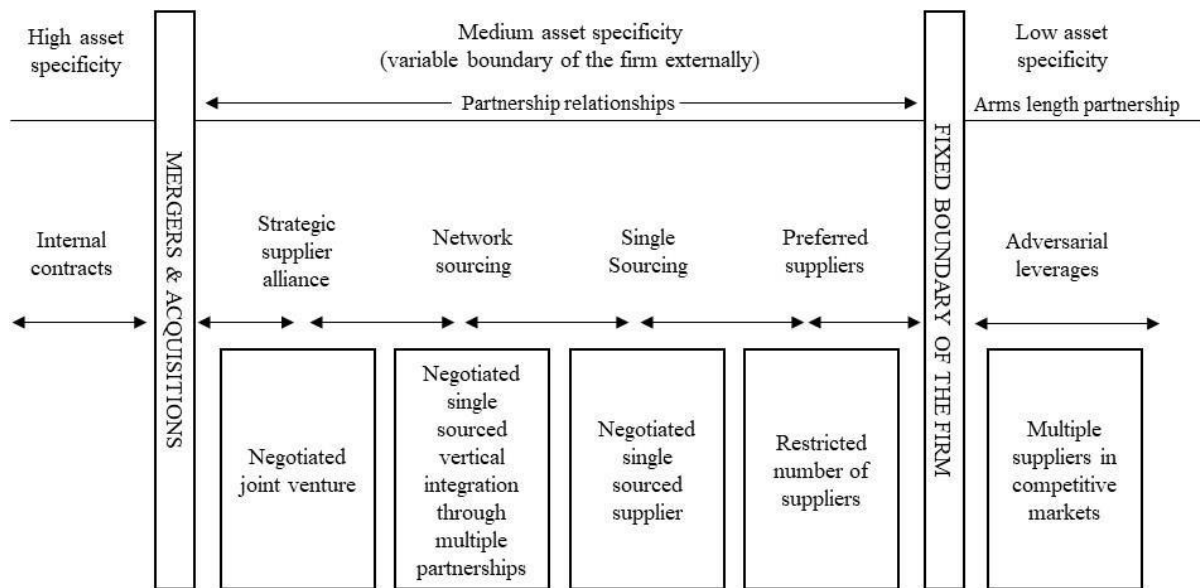 High asset
specificity
Medium asset specificity
(variable boundary of the firm externally)
Low asset
specificity
Partnership relationships
Arms length partnership
MERGERS & ACQUISITIONS
FIXED BOUNDARY OF THE FIRM
Internal
contracts
Strategic
supplier
alliance
Network
sourcing
Single
Sourcing
Preferred
suppliers
Adversarial
leverages
Negotiated
joint venture
Negotiated
single
sourced
vertical
integration
through
multiple
partnerships
Negotiated
single
sourced
supplier
Restricted
number of
suppliers
Multiple
suppliers in
competitive
markets